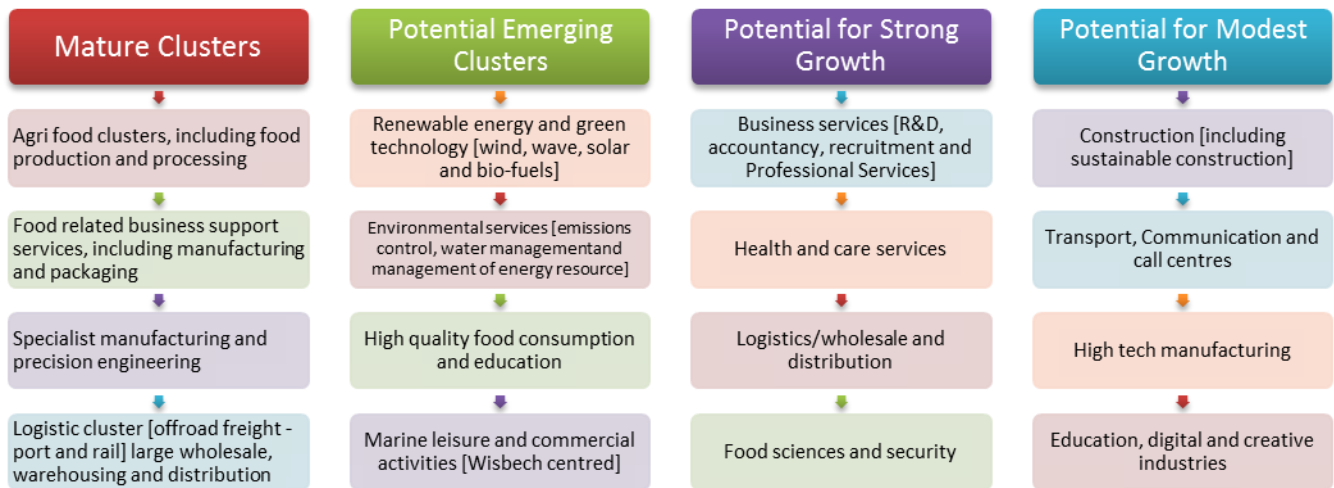 Mature Clusters
Agri food clusters, including food
production and processing
Food related business support
services, including manufacturing
and packaging
Specialist manufacturing and
precision engineering
Logistic cluster [offroad freight -
port and rail] large wholesale,
warehousing and distribution
Potential Emerging
Clusters
Renewable energy and green
technology [wind, wave, solar
and bio-fuels]
Environmental services [emissions
control, water managementand
management of energy resource]
High quality food consumption
and education
Marine leisure and commercial
activities [Wisbech centred]
Potential for Strong
Growth
Business services [R&D,
accountancy, recruitment and
Professional Services]
Health and care services
Logistics/wholesale and
distribution
Food sciences and security
Potential for Modest
Growth
Construction [including
sustainable construction]
Transport, Communication and
call centres
High tech manufacturing
Education, digital and creative
industries